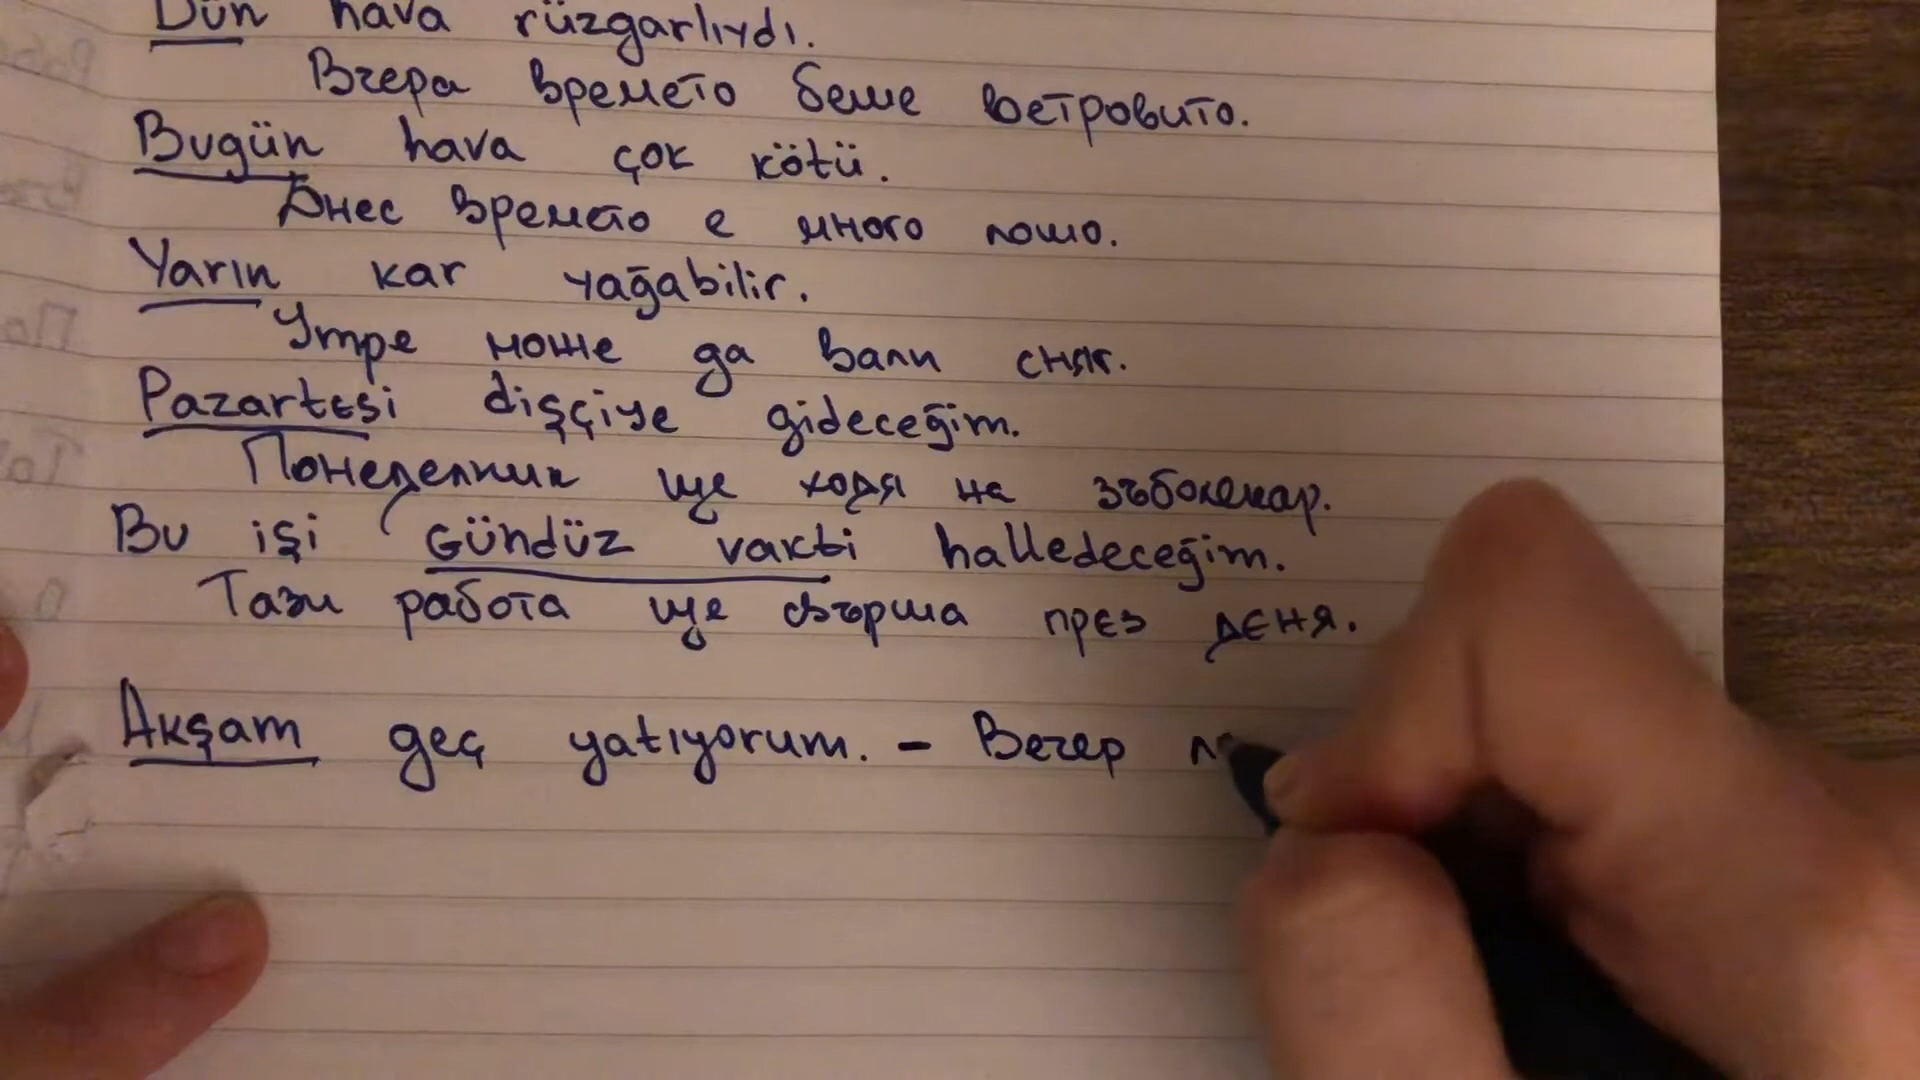 Dün hava rüzgarlıydı.
Вчера времето беше ветровито.
Bugün hava çok kötü.
Днес времето е много лошо.
Yarın kar yağabilir.
Утре може да вали сняг.
Pazartesi dişçiye gideceğim.
Понеделник ще ходя на зъболекар.
Bu işi gündüz vakti halledeceğim.
Тази работа ще свърша през деня.
Akşam geç yatıyorum. - Вечер